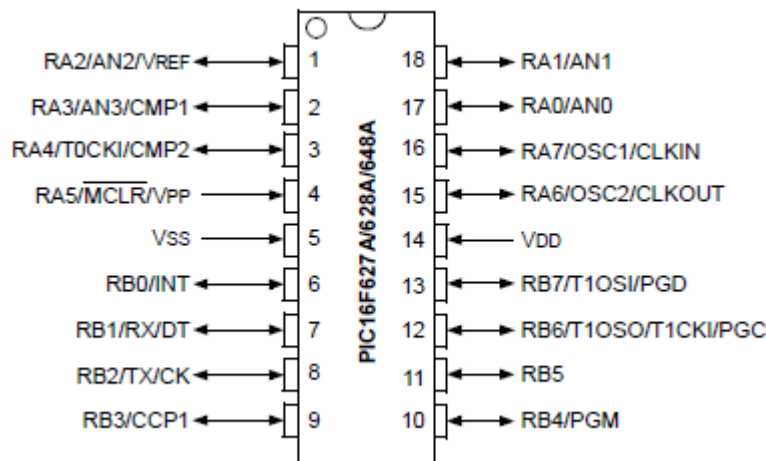 RA2/AN2/VREF 1 18 RA1/AN1
RA3/AN3/CMP1 2 17 RA0/AN0
RA4/T0CKI/CMP2 3 16 RA7/OSC1/CLKIN
RA5/MCLR/VPP 4 15 RA6/OSC2/CLKOUT
VSS 5 14 VDD
RB0/INT 6 13 RB7/T1OSI/PGD
RB1/RX/DT 7 12 RB6/T1OSO/T1CKI/PGC
RB2/TX/CK 8 11 RB5
RB3/CCP1 9 10 RB4/PGM
PIC16F627A/628A/648A